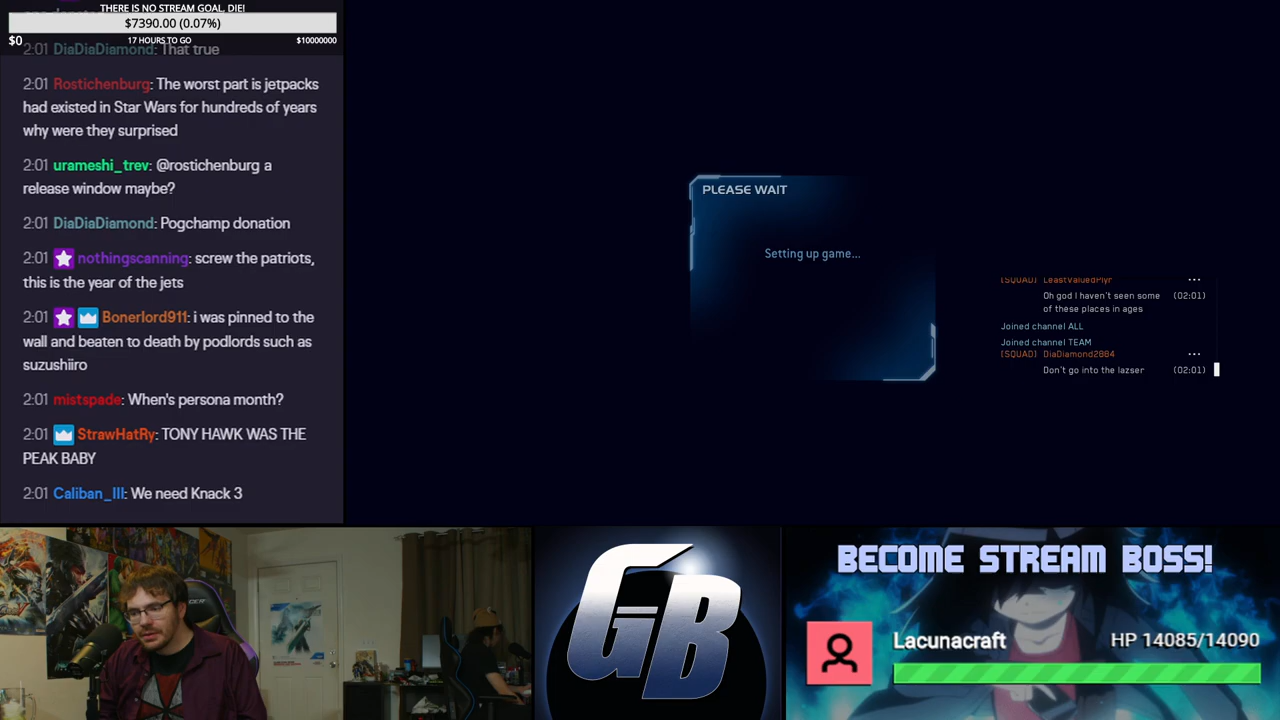 THERE IS NO STREAM GOAL, DIE!
$7390.00 (0.07%)
$0
17 HOURS TO GO
$10000000
2:01 DiaDiaDiamond: That true
2:01 Rostichenburg: The worst part is jetpacks
had existed in Star Wars for hundreds of years
why were they surprised
2:01 urameshi_trev: @rostichenburg a
release window maybe?
2:01 DiaDiaDiamond: Pogchamp donation
2:01 nothingscanning: screw the patriots,
this is the year of the jets
2:01 Bonerlord911: i was pinned to the
wall and beaten to death by podlords such as
suzushiiro
2:01 mistspade: When's persona month?
2:01 StrawHatRy: TONY HAWK WAS THE
PEAK BABY
2:01 Caliban_III: We need Knack 3
PLEASE WAIT
Setting up game...
[SQUAD] LeastValuedPlyr ...
Oh god I haven't seen some (02:01)
of these places in ages
Joined channel ALL
Joined channel TEAM
[SQUAD] DiaDiamond2004 ...
Don't go into the lazser (02:01)
GB
BECOME STREAM BOSS!
Lacunacraft HP 14085/14090